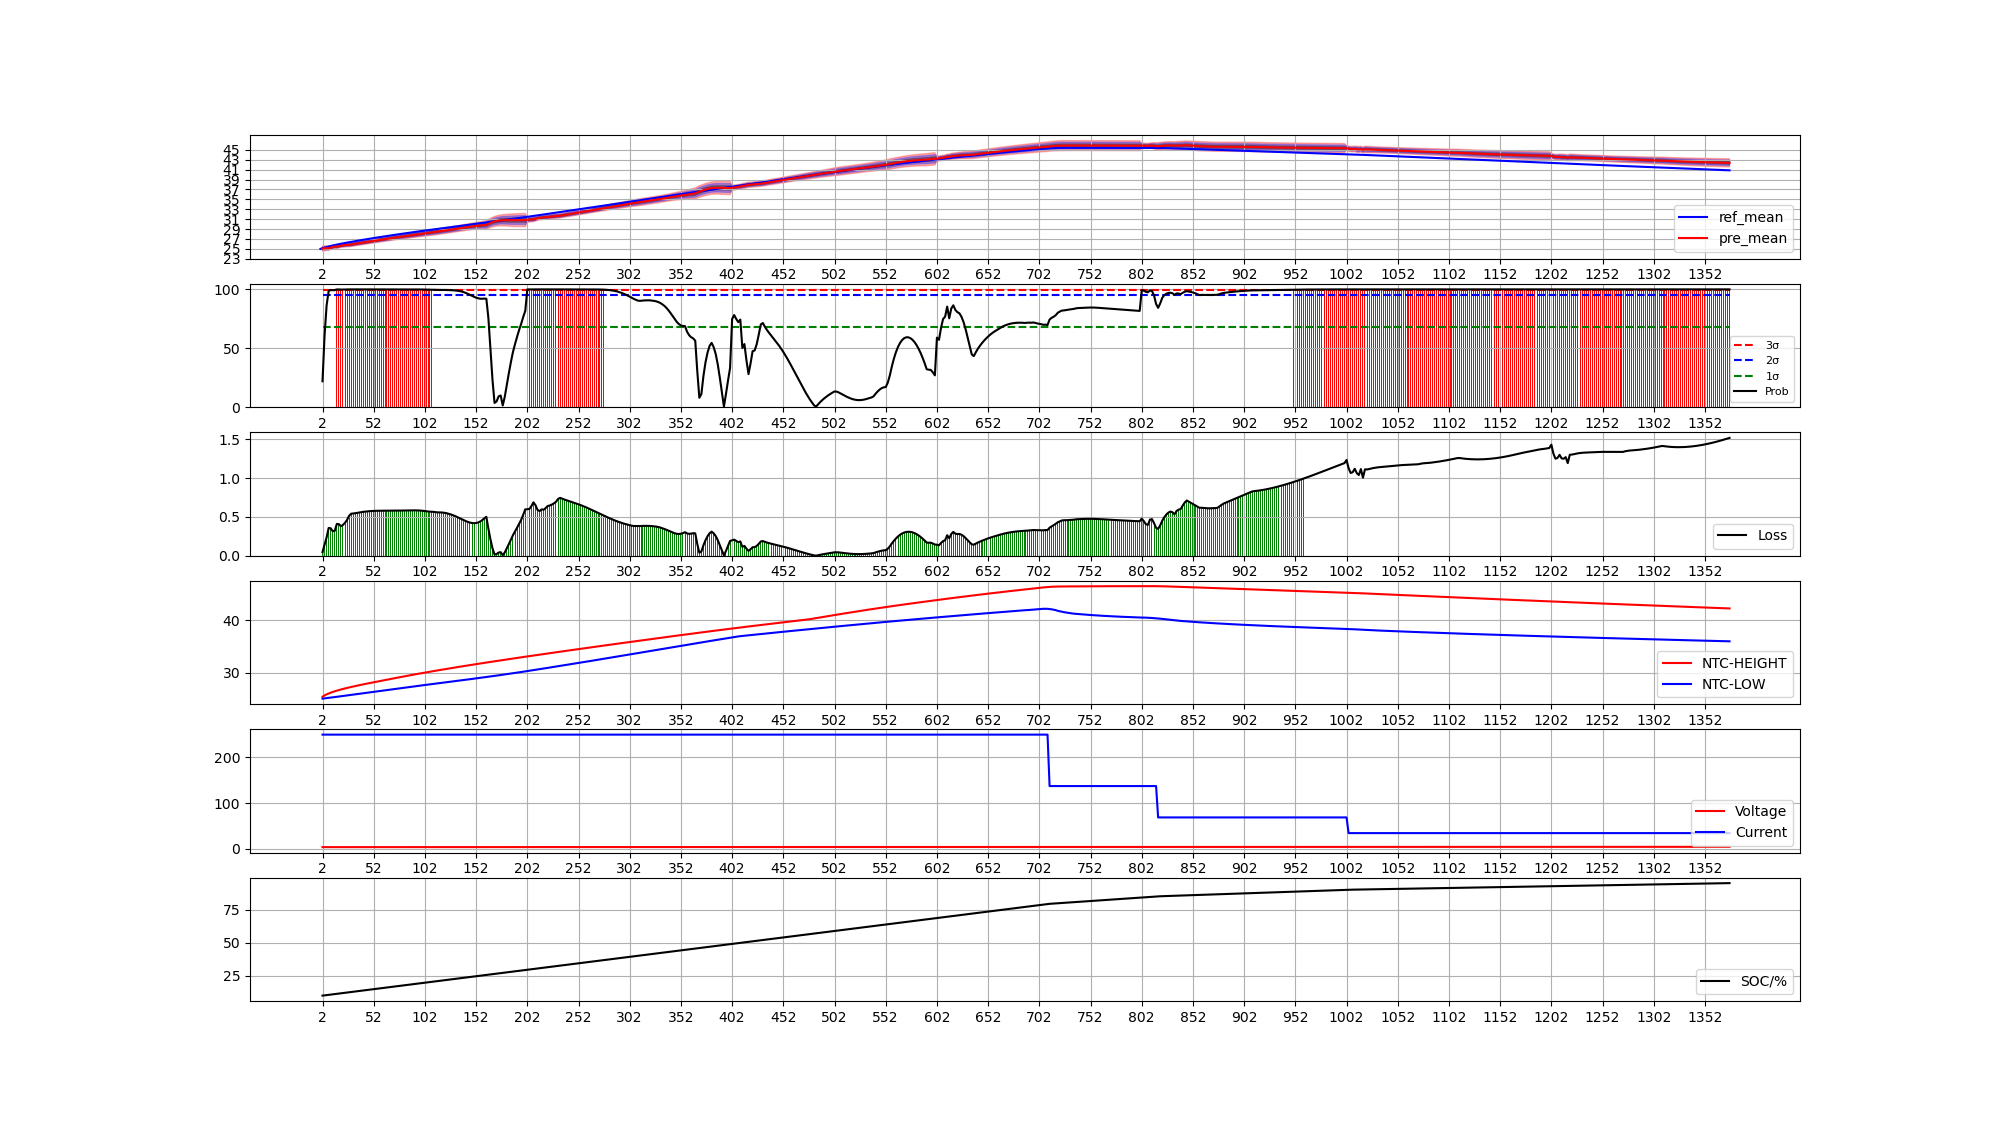 45
43
41
39
37
35
33
31
29
27
25
23
ref_mean
pre_mean
2 52 102 152 202 252 302 352 402 452 502 552 602 652 702 752 802 852 902 952 1002 1052 1102 1152 1202 1252 1302 1352
100
50
0
3σ
2σ
1σ
Prob
2 52 102 152 202 252 302 352 402 452 502 552 602 652 702 752 802 852 902 952 1002 1052 1102 1152 1202 1252 1302 1352
1.5
1.0
0.5
0.0
Loss
2 52 102 152 202 252 302 352 402 452 502 552 602 652 702 752 802 852 902 952 1002 1052 1102 1152 1202 1252 1302 1352
40
30
NTC-HEIGHT
NTC-LOW
2 52 102 152 202 252 302 352 402 452 502 552 602 652 702 752 802 852 902 952 1002 1052 1102 1152 1202 1252 1302 1352
200
100
0
Voltage
Current
2 52 102 152 202 252 302 352 402 452 502 552 602 652 702 752 802 852 902 952 1002 1052 1102 1152 1202 1252 1302 1352
75
50
25
SOC/%
2 52 102 152 202 252 302 352 402 452 502 552 602 652 702 752 802 852 902 952 1002 1052 1102 1152 1202 1252 1302 1352